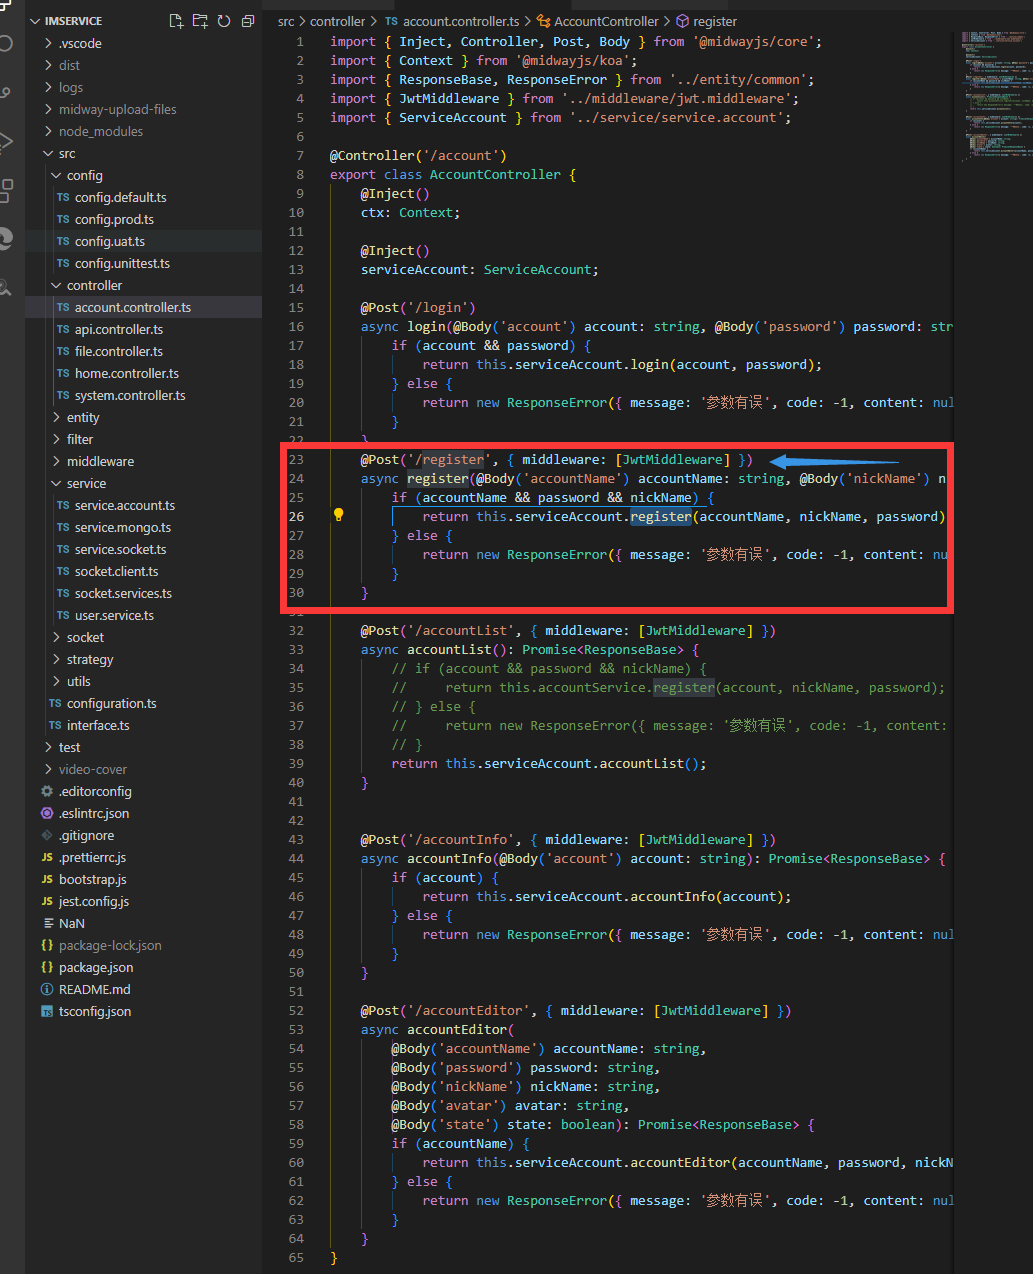 IMSERVICE
.vscode
dist
logs
midway-upload-files
node_modules
src
config
TS config.default.ts
TS config.prod.ts
TS config.uat.ts
TS config.unittest.ts
controller
TS account.controller.ts
TS api.controller.ts
TS file.controller.ts
TS home.controller.ts
TS system.controller.ts
entity
filter
middleware
service
TS service.account.ts
TS service.mongo.ts
TS service.socket.ts
TS socket.client.ts
TS socket.services.ts
TS user.service.ts
socket
strategy
utils
TS configuration.ts
TS interface.ts
test
video-cover
.editorconfig
.eslintrc.json
.gitignore
JS .prettierrc.js
JS bootstrap.js
JS jest.config.js
NaN
{} package-lock.json
{} package.json
README.md
TS tsconfig.json
src > controller > TS account.controller.ts > AccountController > register
1 import { Inject, Controller, Post, Body } from '@midwayjs/core';
2 import { Context } from '@midwayjs/koa';
3 import { ResponseBase, ResponseError } from '../entity/common';
4 import { JwtMiddleware } from '../middleware/jwt.middleware';
5 import { ServiceAccount } from '../service/service.account';
6
7 @Controller('/account')
8 export class AccountController {
9 @Inject()
10 ctx: Context;
11
12 @Inject()
13 serviceAccount: ServiceAccount;
14
15 @Post('/login')
16 async login(@Body('account') account: string, @Body('password') password: str
17 if (account && password) {
18 return this.serviceAccount.login(account, password);
19 } else {
20 return new ResponseError({ message: '参数有误', code: -1, content: nul
21 }
22 }
23 @Post('/register', { middleware: [JwtMiddleware] })
24 async register(@Body('accountName') accountName: string, @Body('nickName') n
25 if (accountName && password && nickName) {
26 return this.serviceAccount.register(accountName, nickName, password)
27 } else {
28 return new ResponseError({ message: '参数有误', code: -1, content: nul
29 }
30 }
31
32 @Post('/accountList', { middleware: [JwtMiddleware] })
33 async accountList(): Promise<ResponseBase> {
34 // if (account && password && nickName) {
35 //     return this.accountService.register(account, nickName, password);
36 // } else {
37 //     return new ResponseError({ message: '参数有误', code: -1, content:
38 // }
39 return this.serviceAccount.accountList();
40 }
41
42
43 @Post('/accountInfo', { middleware: [JwtMiddleware] })
44 async accountInfo(@Body('account') account: string): Promise<ResponseBase> {
45 if (account) {
46 return this.serviceAccount.accountInfo(account);
47 } else {
48 return new ResponseError({ message: '参数有误', code: -1, content: nul
49 }
50 }
51
52 @Post('/accountEditor', { middleware: [JwtMiddleware] })
53 async accountEditor(
54 @Body('accountName') accountName: string,
55 @Body('password') password: string,
56 @Body('nickName') nickName: string,
57 @Body('avatar') avatar: string,
58 @Body('state') state: boolean): Promise<ResponseBase> {
59 if (accountName) {
60 return this.serviceAccount.accountEditor(accountName, password, nickN
61 } else {
62 return new ResponseError({ message: '参数有误', code: -1, content: nul
63 }
64 }
65 }